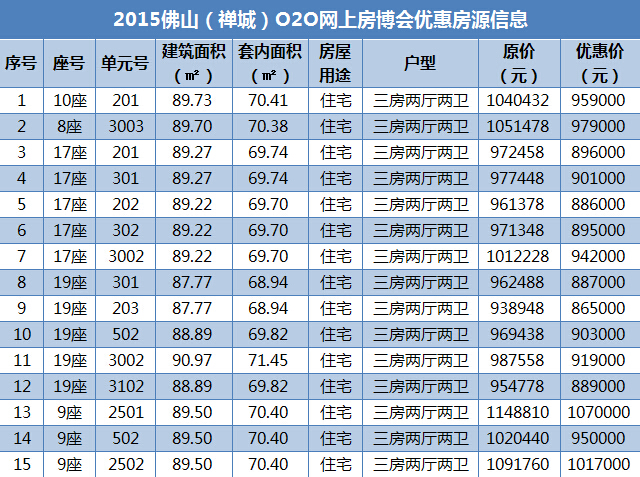 2015佛山（禅城）O2O网上房博会优惠房源信息
序号 座号 单元号 建筑面积（㎡） 套内面积（㎡） 房屋用途 户型 原价（元） 优惠价（元）
1 10座 201 89.73 70.41 住宅 三房两厅两卫 1040432 959000
2 8座 3003 89.70 70.38 住宅 三房两厅两卫 1051478 979000
3 17座 201 89.27 69.74 住宅 三房两厅两卫 972458 896000
4 17座 301 89.27 69.74 住宅 三房两厅两卫 977448 901000
5 17座 202 89.22 69.70 住宅 三房两厅两卫 961378 886000
6 17座 302 89.22 69.70 住宅 三房两厅两卫 971348 895000
7 17座 3002 89.22 69.70 住宅 三房两厅两卫 1012228 942000
8 19座 301 87.77 68.94 住宅 三房两厅两卫 962488 887000
9 19座 203 87.77 68.94 住宅 三房两厅两卫 938948 865000
10 19座 502 88.89 69.82 住宅 三房两厅两卫 969438 903000
11 19座 3002 90.97 71.45 住宅 三房两厅两卫 987558 919000
12 19座 3102 88.89 69.82 住宅 三房两厅两卫 954778 889000
13 9座 2501 89.50 70.40 住宅 三房两厅两卫 1148810 1070000
14 9座 502 89.50 70.40 住宅 三房两厅两卫 1020440 950000
15 9座 2502 89.50 70.40 住宅 三房两厅两卫 1091760 1017000